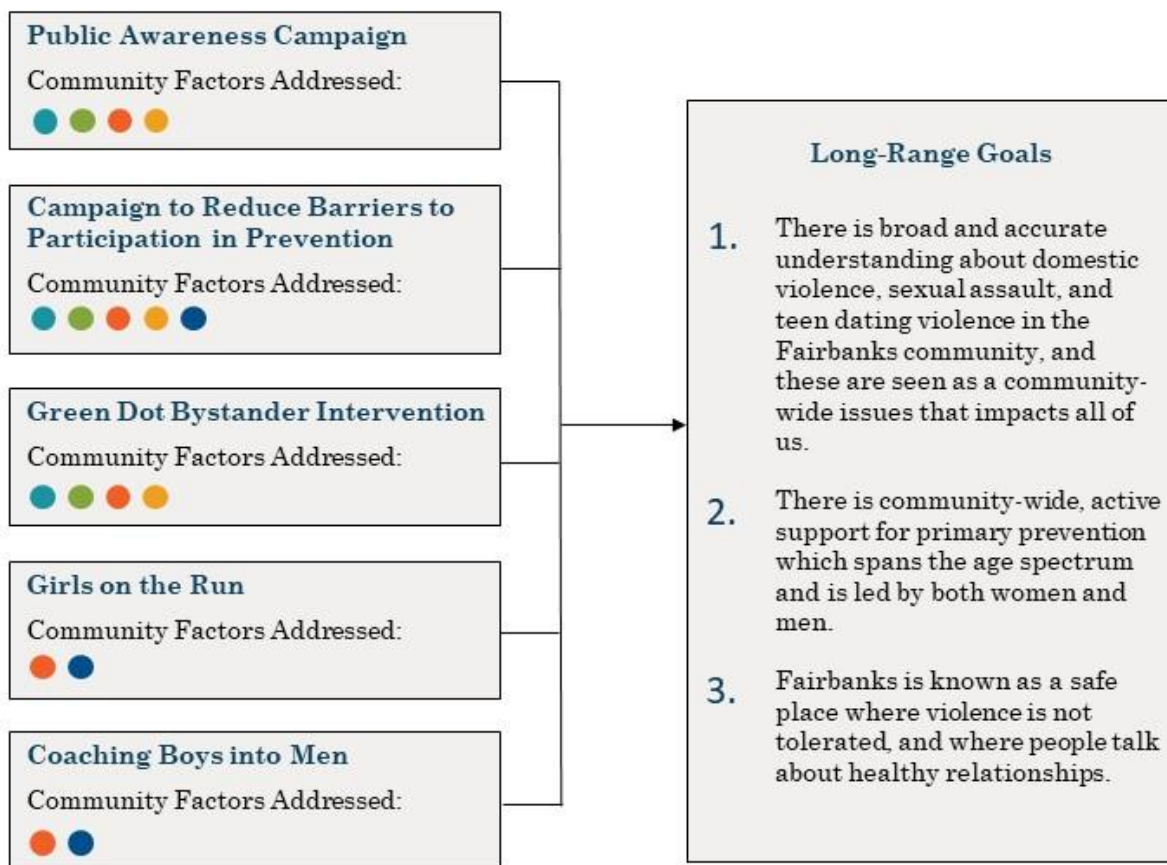 Public Awareness Campaign
Community Factors Addressed:
Campaign to Reduce Barriers to
Participation in Prevention
Community Factors Addressed:
Green Dot Bystander Intervention
Community Factors Addressed:
Girls on the Run
Community Factors Addressed:
Coaching Boys into Men
Community Factors Addressed:
Long-Range Goals
1. There is broad and accurate
understanding about domestic
violence, sexual assault, and
teen dating violence in the
Fairbanks community, and
these are seen as a community-
wide issues that impacts all of
us.
2. There is community-wide, active
support for primary prevention
which spans the age spectrum
and is led by both women and
men.
3. Fairbanks is known as a safe
place where violence is not
tolerated, and where people talk
about healthy relationships.